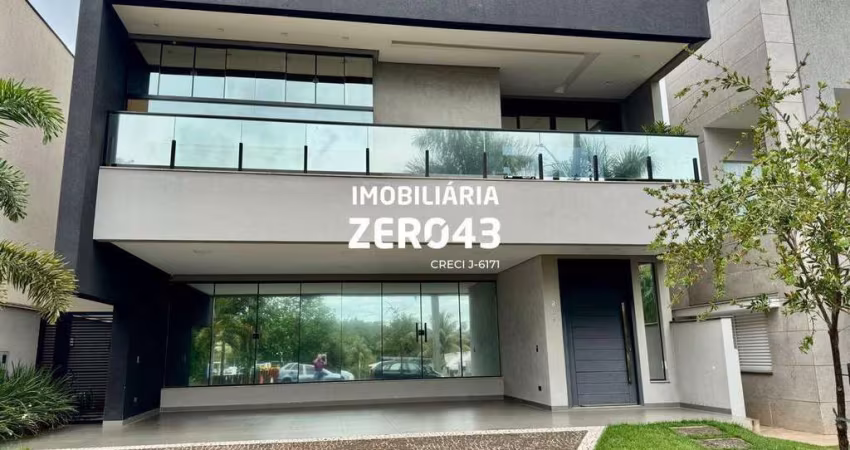 IMOBILIÁRIA
ZERO43
CRECI J-6171